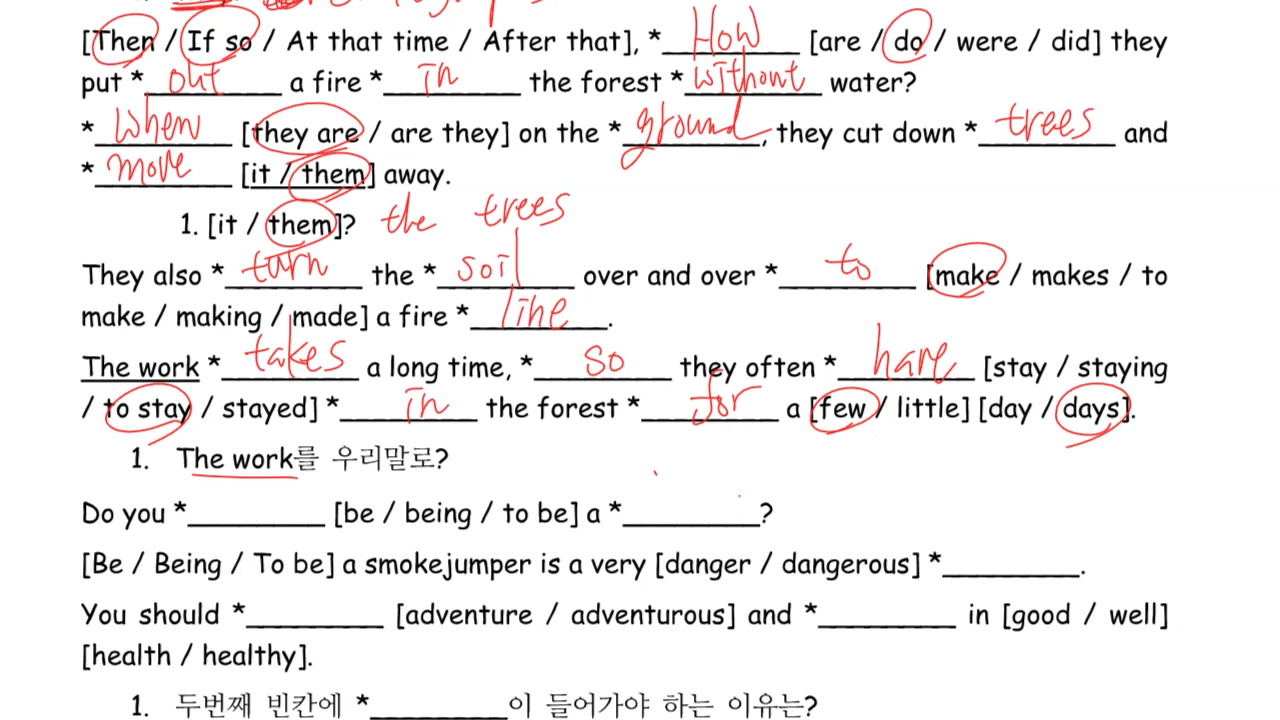 [Then / If so / At that time / After that], * How [are / do / were / did] they
put * out a fire * in the forest * without water?
* when [they are / are they] on the * ground, they cut down * trees and
* move [it / them] away.
1. [it / them]? the trees
They also * turn the * soil over and over * to [make / makes / to
make / making / made] a fire * line.
The work * takes a long time, * so they often * have [stay / staying
/ to stay / stayed] * in the forest * for a [few / little] [day / days].
1. The work를 우리말로?
Do you *__________ [be / being / to be] a *__________?
[Be / Being / To be] a smokejumper is a very [danger / dangerous] *__________.
You should *__________ [adventure / adventurous] and *__________ in [good / well]
[health / healthy].
1. 두번째 빈칸에 *__________이 들어가야 하는 이유는?